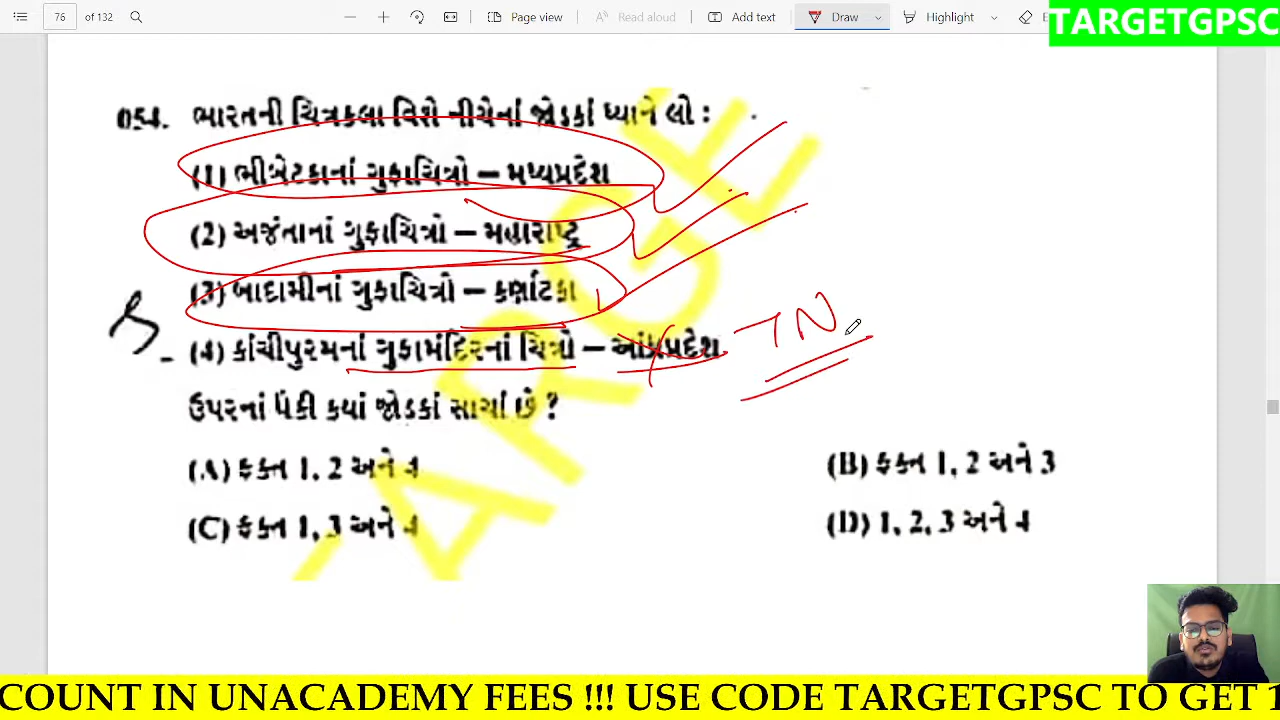 76 of 132
Page view
Read aloud
Add text
Draw
Highlight
E
TARGETGPSC
054. ભારતની ચિત્રકલા વિશે નીચેનાં જોડકાં ધ્યાને લો :
(1) ભીમ્બેટકાનાં ગુફાચિત્રો – મધ્યપ્રદેશ
(2) અજંતાનાં ગુફાચિત્રો – મહારાષ્ટ્ર
(3) બાદામીનાં ગુફાચિત્રો – કર્ણાટકા
(4) કાંચીપુરમનાં ગુફામંદિરનાં ચિત્રો – આંધ્રપ્રદેશ TN
ઉપરનાં પૈકી કયાં જોડકાં સાચાં છે ?
(A) ફક્ત 1, 2 અને 4
(B) ફક્ત 1, 2 અને 3
(C) ફક્ત 1, 3 અને 4
(D) 1, 2, 3 અને 4
TARGE
COUNT IN UNACADEMY FEES !!! USE CODE TARGETGPSC TO GET 1